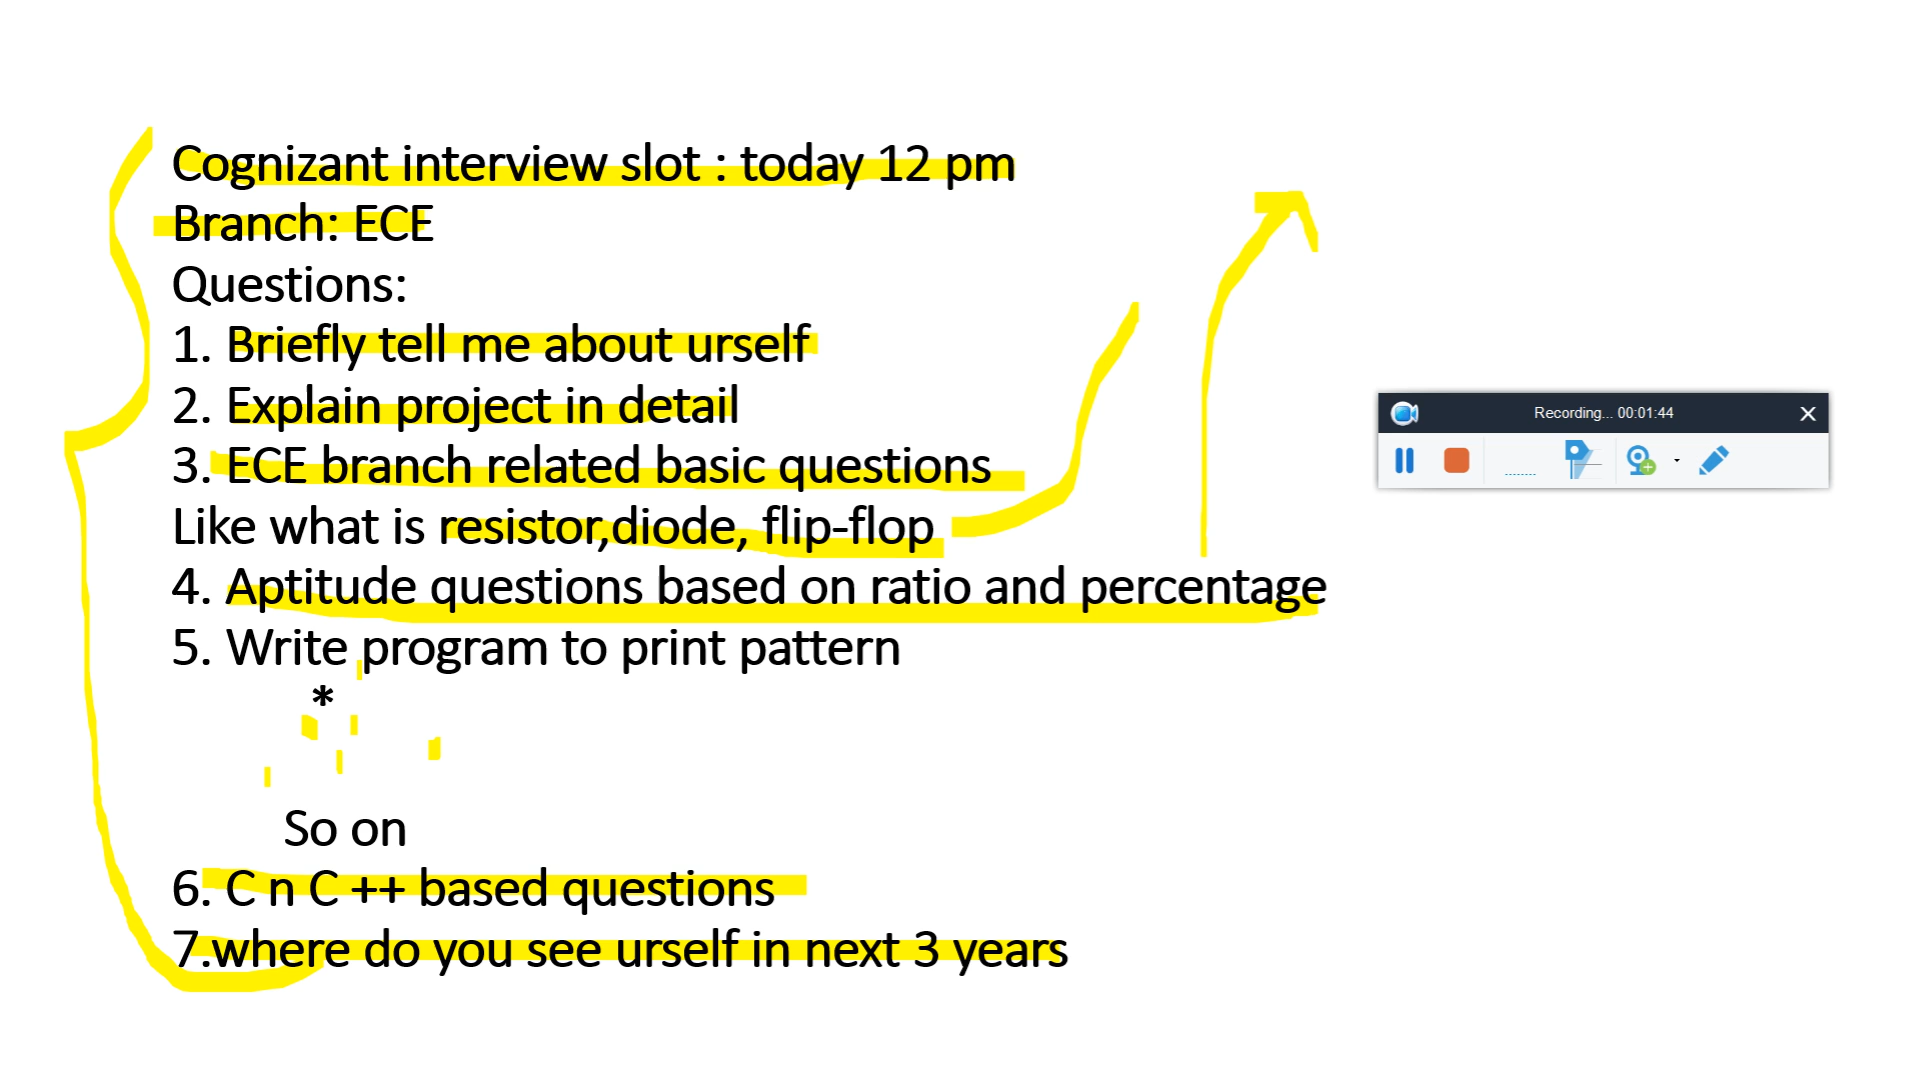 Cognizant interview slot : today 12 pm
Branch: ECE
Questions:
1. Briefly tell me about urself
2. Explain project in detail
3. ECE branch related basic questions
Like what is resistor,diode, flip-flop
4. Aptitude questions based on ratio and percentage
5. Write program to print pattern
*
So on
6. C n C ++ based questions
7.where do you see urself in next 3 years
Recording... 00:01:44